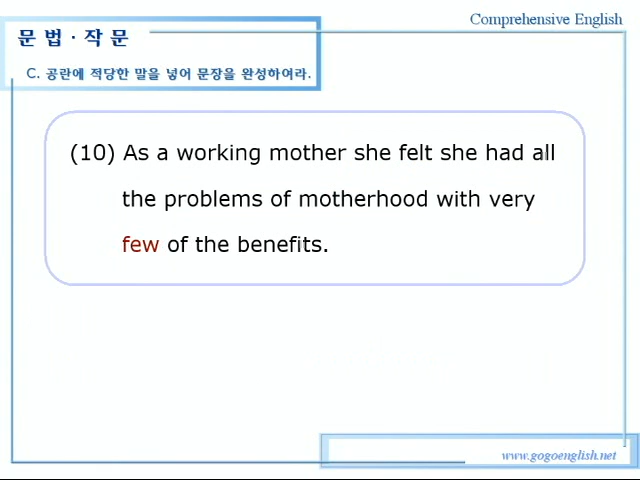 Comprehensive English
문 법 · 작 문
C. 공란에 적당한 말을 넣어 문장을 완성하여라.
(10) As a working mother she felt she had all
the problems of motherhood with very
few of the benefits.
www.gogoenglish.net